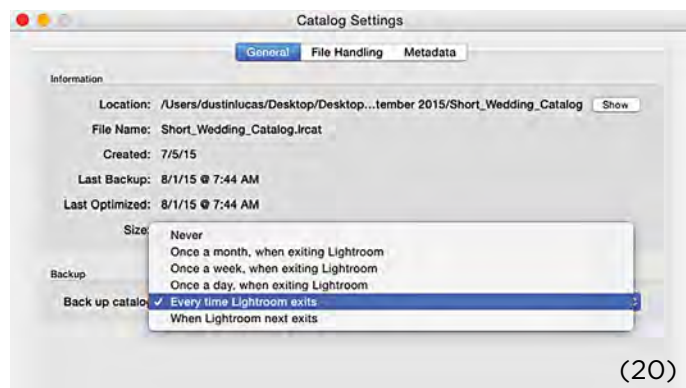 Catalog Settings
General File Handling Metadata
Information
Location: /Users/dustinlucas/Desktop/Desktop...tember 2015/Short_Wedding_Catalog Show
File Name: Short_Wedding_Catalog.lrcat
Created: 7/5/15
Last Backup: 8/1/15 @ 7:44 AM
Last Optimized: 8/1/15 @ 7:44 AM
Size
Never
Once a month, when exiting Lightroom
Once a week, when exiting Lightroom
Once a day, when exiting Lightroom
Backup
Back up catalo ✓ Every time Lightroom exits
When Lightroom next exits
(20)